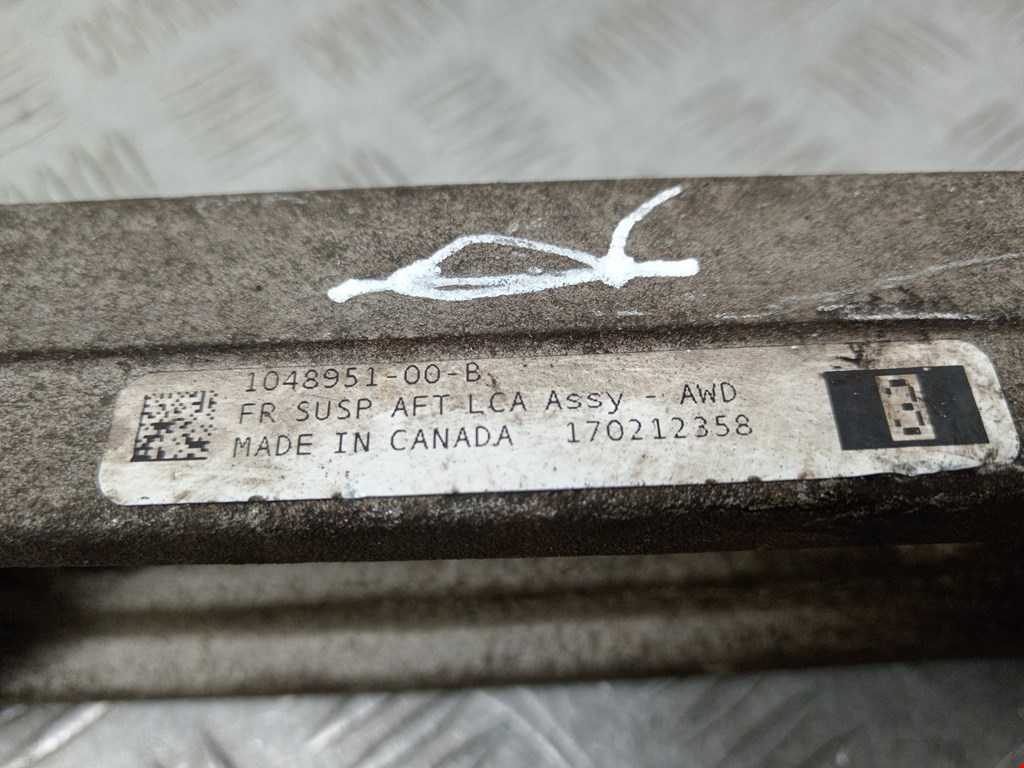 1048951-00-B
FR SUSP AFT LCA Assy - AWD
MADE IN CANADA 170212358